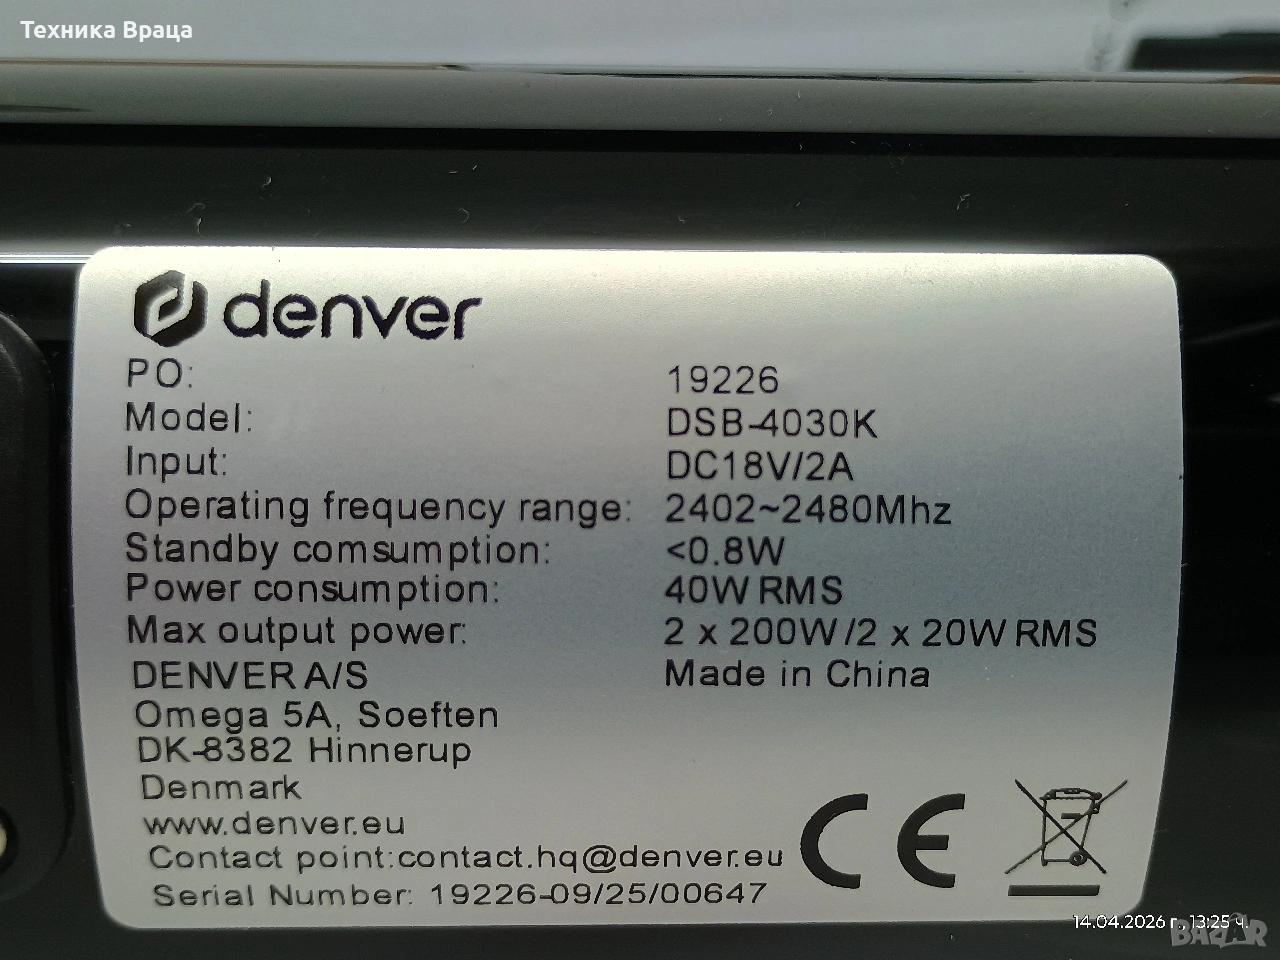 Техника Враца
denver
PO: 19226
Model: DSB-4030K
Input: DC18V/2A
Operating frequency range: 2402~2480Mhz
Standby comsumption: <0.8W
Power consumption: 40W RMS
Max output power: 2 x 200W/2 x 20W RMS
DENVER A/S Made in China
Omega 5A, Soeften
DK-8382 Hinnerup
Denmark
www.denver.eu
Contact point:contact.hq@denver.eu
Serial Number: 19226-09/25/00647
CE
14.04.2026 г., 13:25 ч.
BAZAR